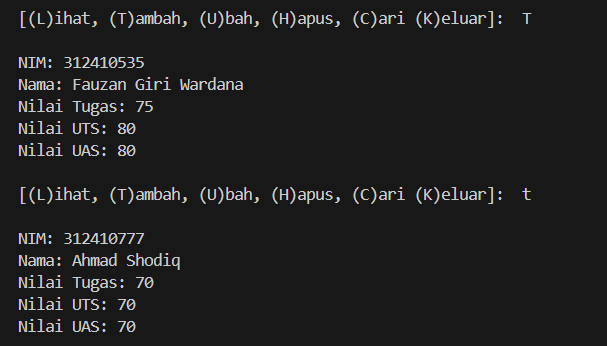 [(L)ihat, (T)ambah, (U)bah, (H)apus, (C)ari (K)eluar]:  T
NIM: 312410535
Nama: Fauzan Giri Wardana
Nilai Tugas: 75
Nilai UTS: 80
Nilai UAS: 80
[(L)ihat, (T)ambah, (U)bah, (H)apus, (C)ari (K)eluar]:  t
NIM: 312410777
Nama: Ahmad Shodiq
Nilai Tugas: 70
Nilai UTS: 70
Nilai UAS: 70